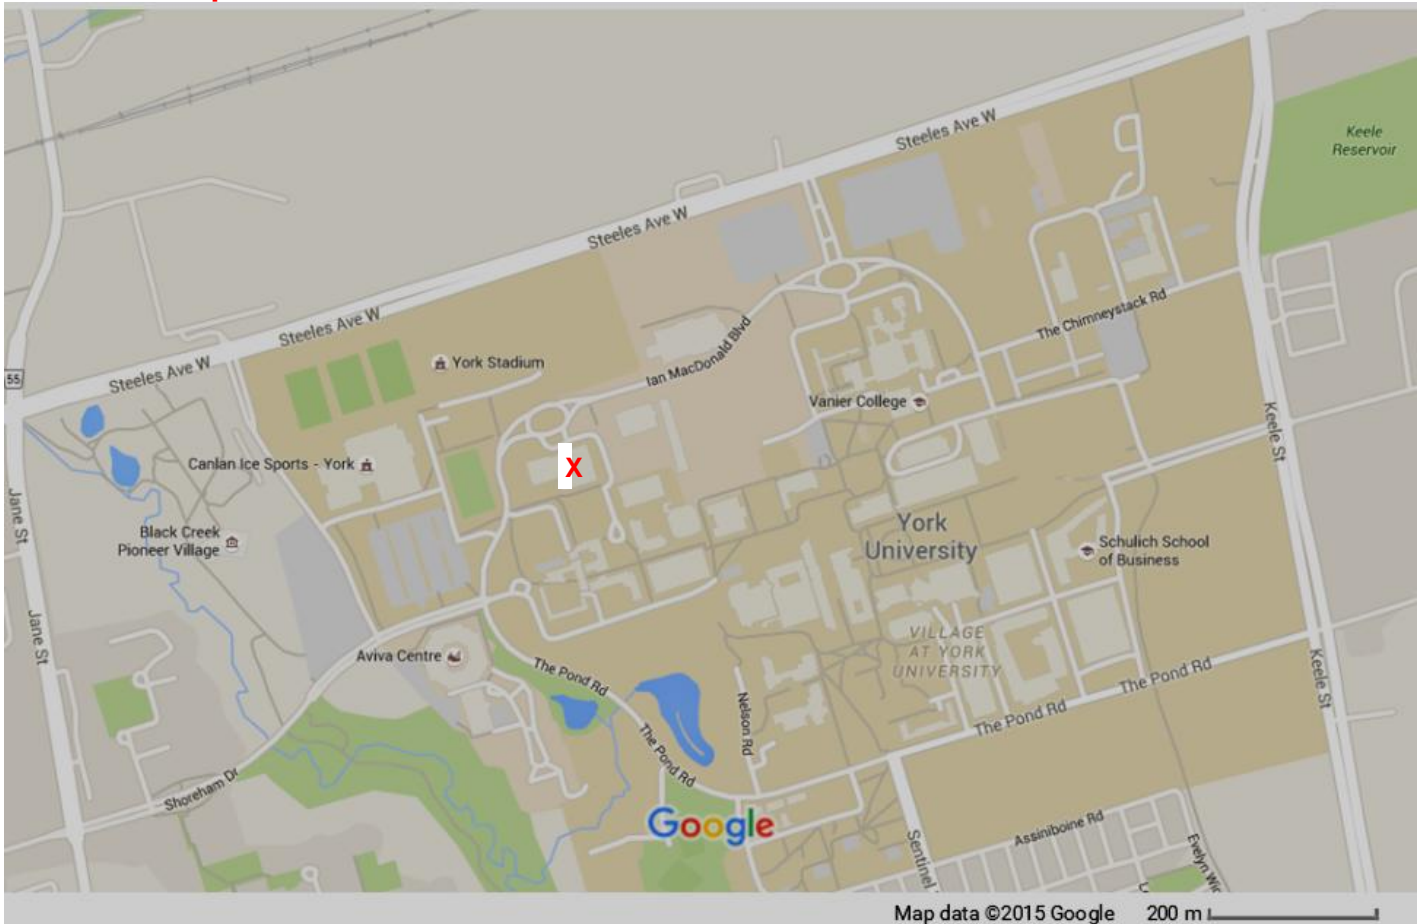 Steeles Ave W
Keele
Reservoir
Steeles Ave W
Steeles Ave W
The Chimneystack Rd
Steeles Ave W
55
York Stadium
Ian MacDonald Blvd
Vanier College
Keele St
Canlan Ice Sports - York
X
Jane St
Black Creek
Pioneer Village
York
University
Schulich School
of Business
Jane St
Aviva Centre
VILLAGE
AT YORK
UNIVERSITY
The Pond Rd
The Pond Rd
Keele St
Nelson Rd
The Pond Rd
The Pond Rd
Shoreham Dr
Google
Assiniboine Rd
Sentinel
Map data ©2015 Google 200 m